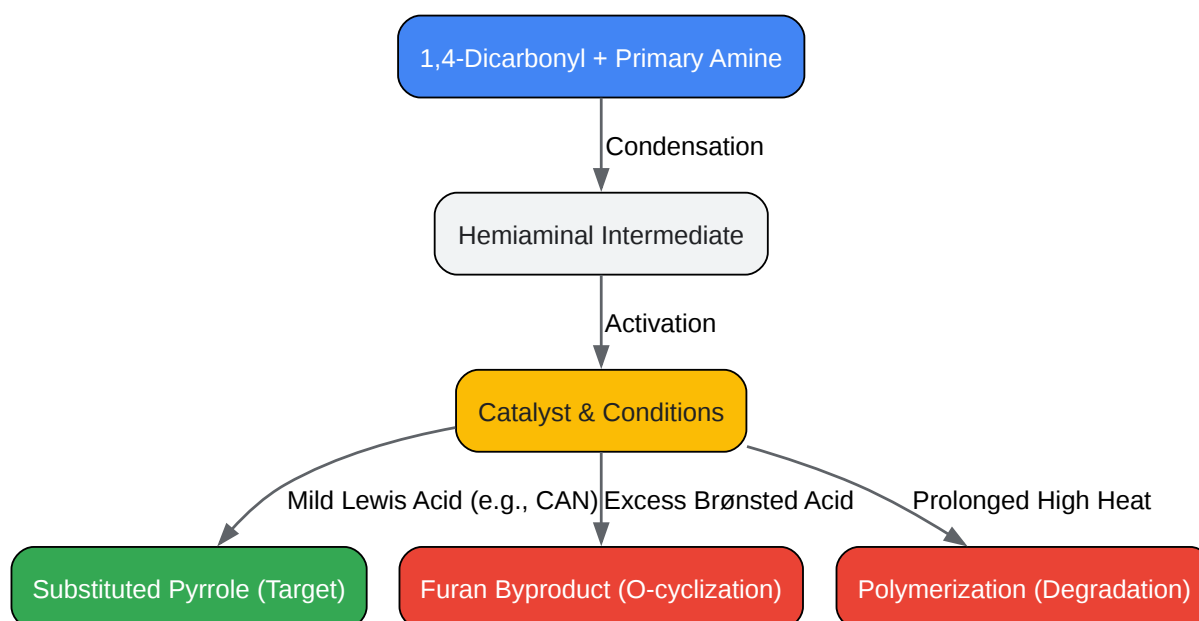 1,4-Dicarbonyl + Primary Amine
Condensation
Hemiaminal Intermediate
Activation
Catalyst & Conditions
Mild Lewis Acid (e.g., CAN)
Excess Brønsted Acid
Prolonged High Heat
Substituted Pyrrole (Target)
Furan Byproduct (O-cyclization)
Polymerization (Degradation)